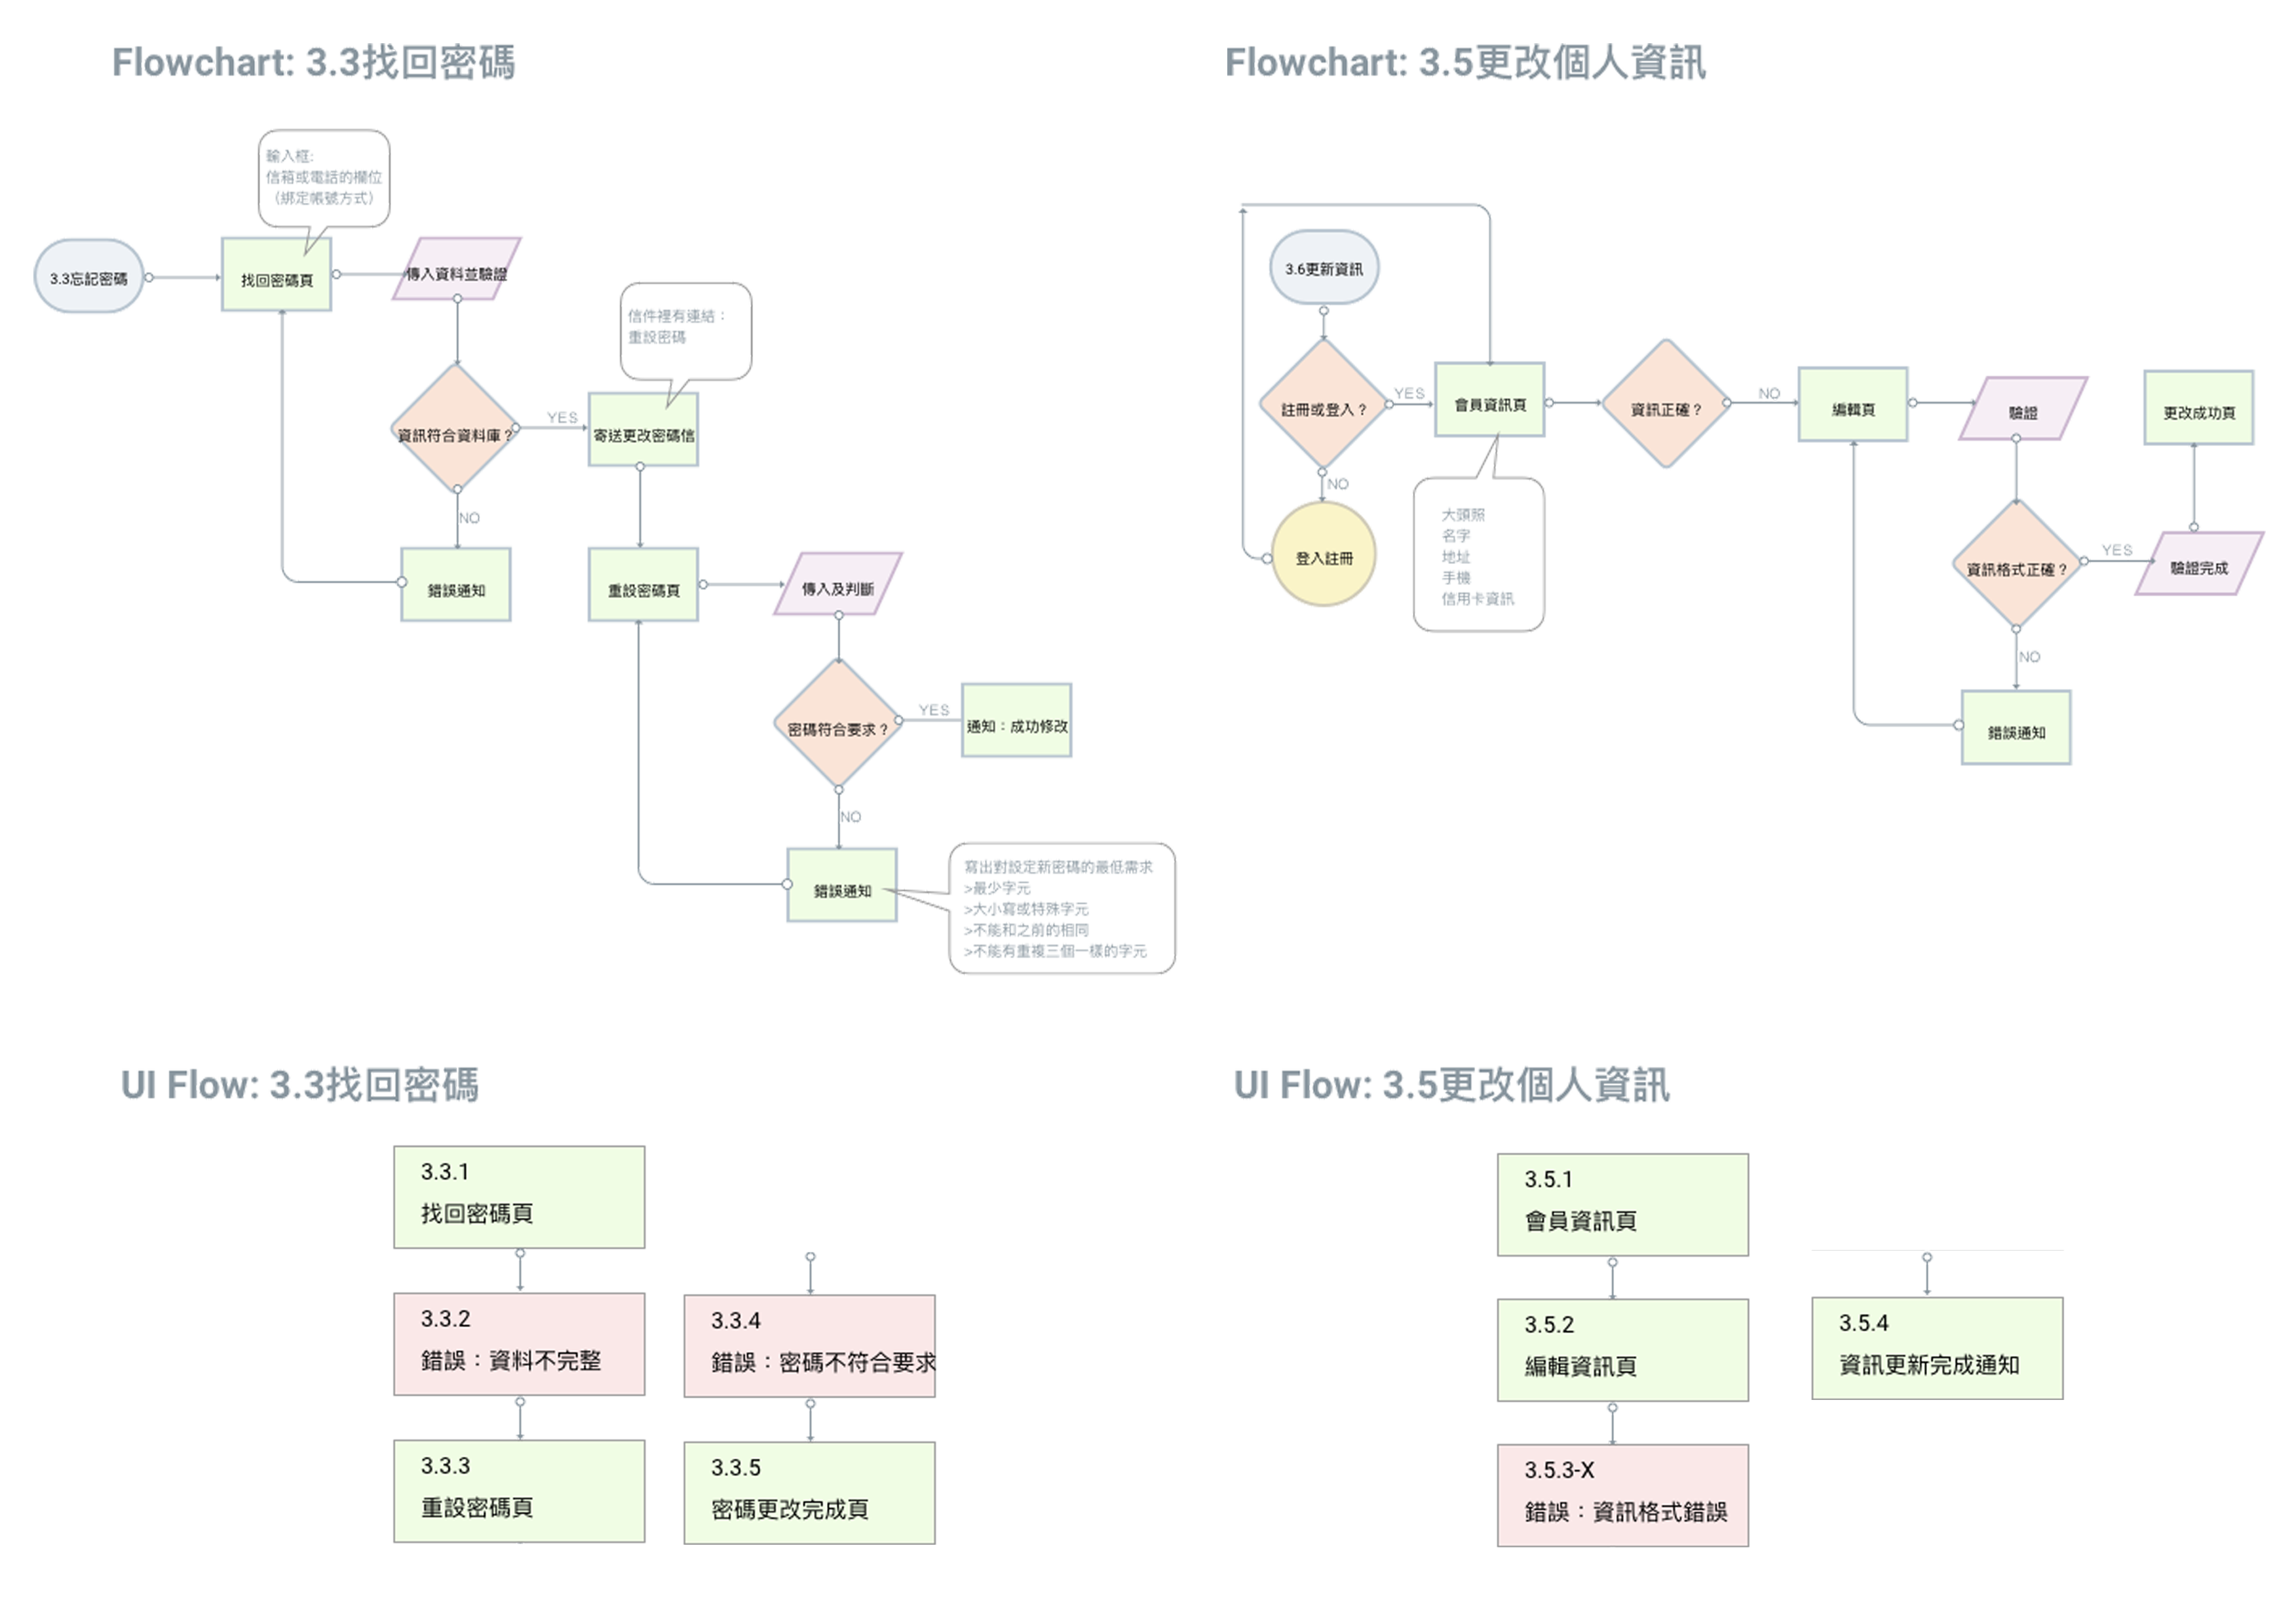 Flowchart: 3.3找回密碼
輸入框:
信箱或電話的欄位
（綁定帳號方式）
3.3忘記密碼
找回密碼頁
傳入資料並驗證
信件裡有連結：
重設密碼
資訊符合資料庫？
YES
寄送更改密碼信
NO
錯誤通知
重設密碼頁
傳入及判斷
密碼符合要求？
YES
通知：成功修改
NO
錯誤通知
寫出對設定新密碼的最低需求
>最少字元
>大小寫或特殊字元
>不能和之前的相同
>不能有重複三個一樣的字元
Flowchart: 3.5更改個人資訊
3.6更新資訊
註冊或登入？
YES
會員資訊頁
資訊正確？
NO
編輯頁
驗證
更改成功頁
NO
登入註冊
大頭照
名字
地址
手機
信用卡資訊
資訊格式正確？
YES
驗證完成
NO
錯誤通知
UI Flow: 3.3找回密碼
3.3.1
找回密碼頁
3.3.2
錯誤：資料不完整
3.3.3
重設密碼頁
3.3.4
錯誤：密碼不符合要求
3.3.5
密碼更改完成頁
UI Flow: 3.5更改個人資訊
3.5.1
會員資訊頁
3.5.2
編輯資訊頁
3.5.3-X
錯誤：資訊格式錯誤
3.5.4
資訊更新完成通知